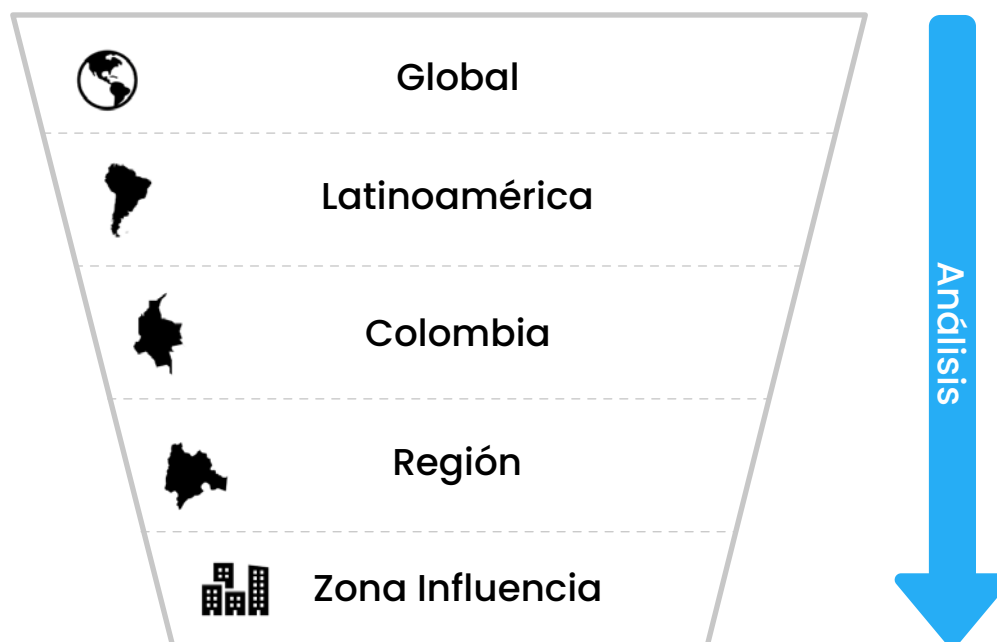 Global
Latinoamérica
Colombia
Región
Zona Influencia
Análisis